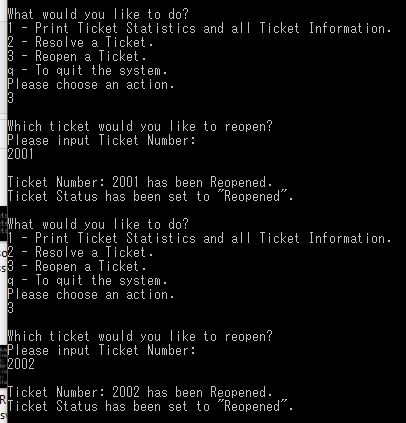 What would you like to do?
1 - Print Ticket Statistics and all Ticket Information.
2 - Resolve a Ticket.
3 - Reopen a Ticket.
q - To quit the system.
Please choose an action.
3
Which ticket would you like to reopen?
Please input Ticket Number:
2001
Ticket Number: 2001 has been Reopened.
Ticket Status has been set to "Reopened".
What would you like to do?
1 - Print Ticket Statistics and all Ticket Information.
2 - Resolve a Ticket.
3 - Reopen a Ticket.
q - To quit the system.
Please choose an action.
3
Which ticket would you like to reopen?
Please input Ticket Number:
2002
Ticket Number: 2002 has been Reopened.
Ticket Status has been set to "Reopened".